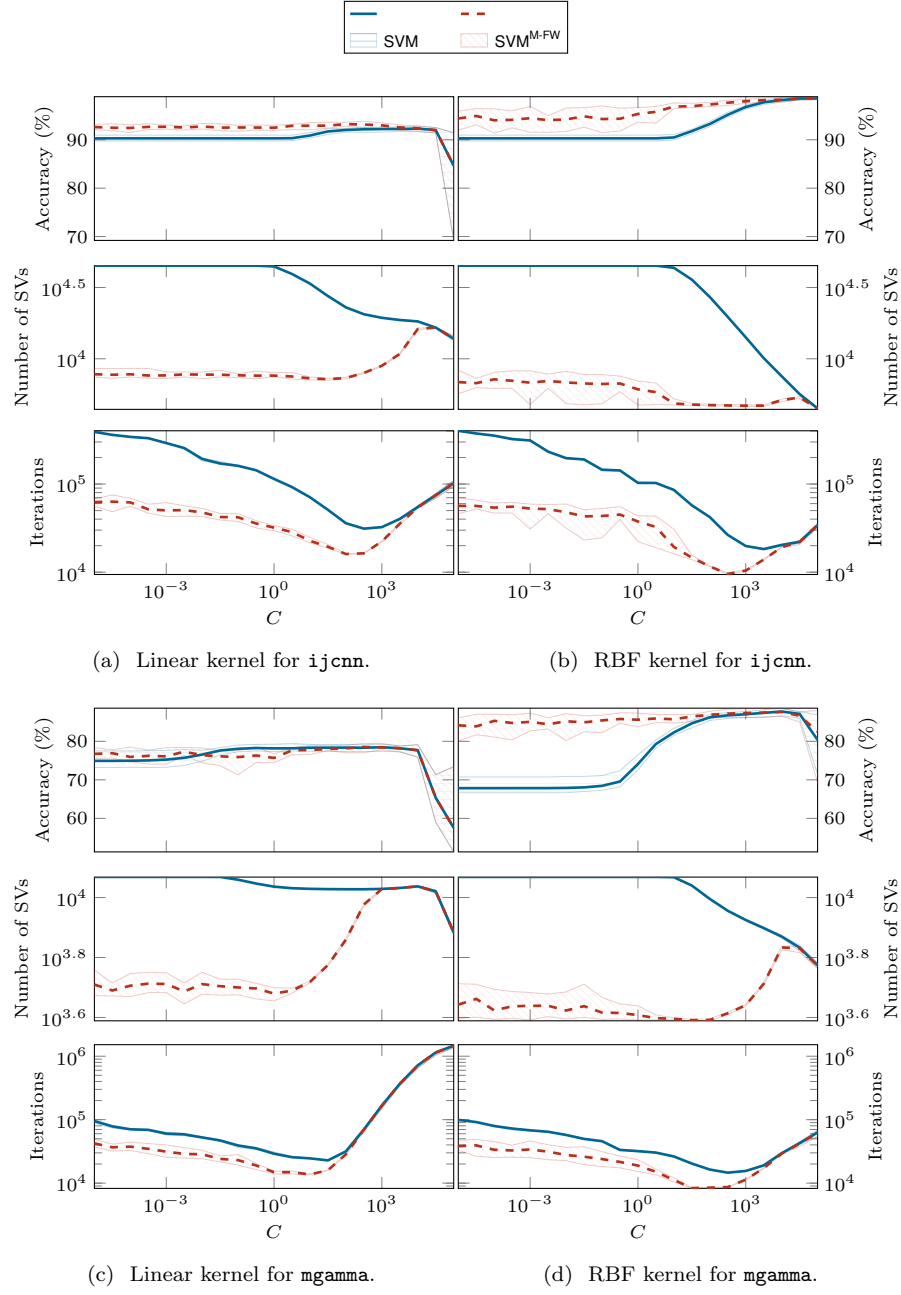 SVM SVM^M-FW
Accuracy (%)
90
80
70
90
80
70
Accuracy (%)
Number of SVs
10^4.5
10^4
10^4.5
10^4
Number of SVs
Iterations
10^5
10^4
10^5
10^4
Iterations
10^−3 10^0 10^3
10^−3 10^0 10^3
C C
(a) Linear kernel for ijcnn. (b) RBF kernel for ijcnn.
Accuracy (%)
80
70
60
80
70
60
Accuracy (%)
Number of SVs
10^4
10^3.8
10^3.6
10^4
10^3.8
10^3.6
Number of SVs
Iterations
10^6
10^5
10^4
10^6
10^5
10^4
Iterations
10^−3 10^0 10^3
10^−3 10^0 10^3
C C
(c) Linear kernel for mgamma. (d) RBF kernel for mgamma.